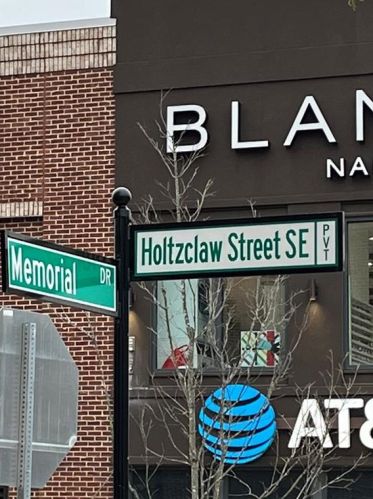 BLAN
NA
Holtzclaw Street SE PVT
Memorial DR
AT&